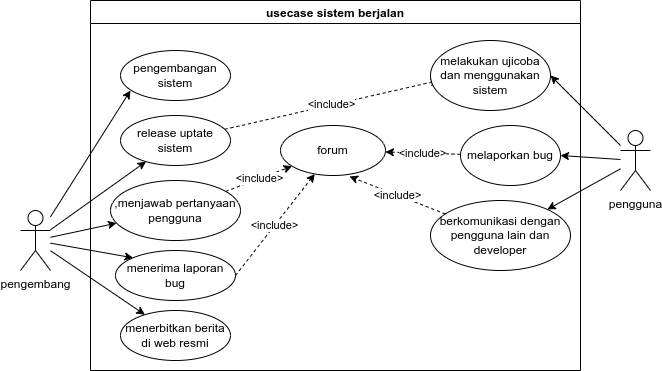 usecase sistem berjalan
pengembangan
sistem
melakukan ujicoba
dan menggunakan
sistem
<include>
release uptate
sistem
forum
<include>
melaporkan bug
<include>
,menjawab pertanyaan
pengguna
<include>
pengguna
<include>
berkomunikasi dengan
pengguna lain dan
developer
menerima laporan
bug
pengembang
menerbitkan berita
di web resmi